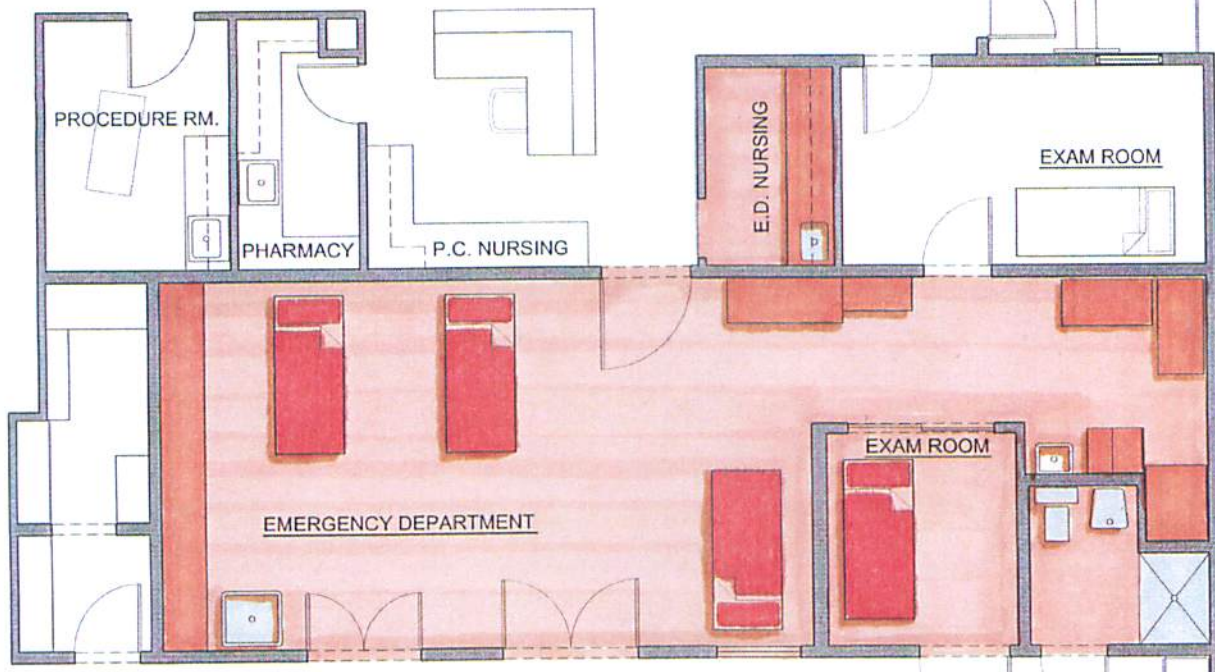 PROCEDURE RM.
PHARMACY
P.C. NURSING
E.D. NURSING
EXAM ROOM
EXAM ROOM
EMERGENCY DEPARTMENT